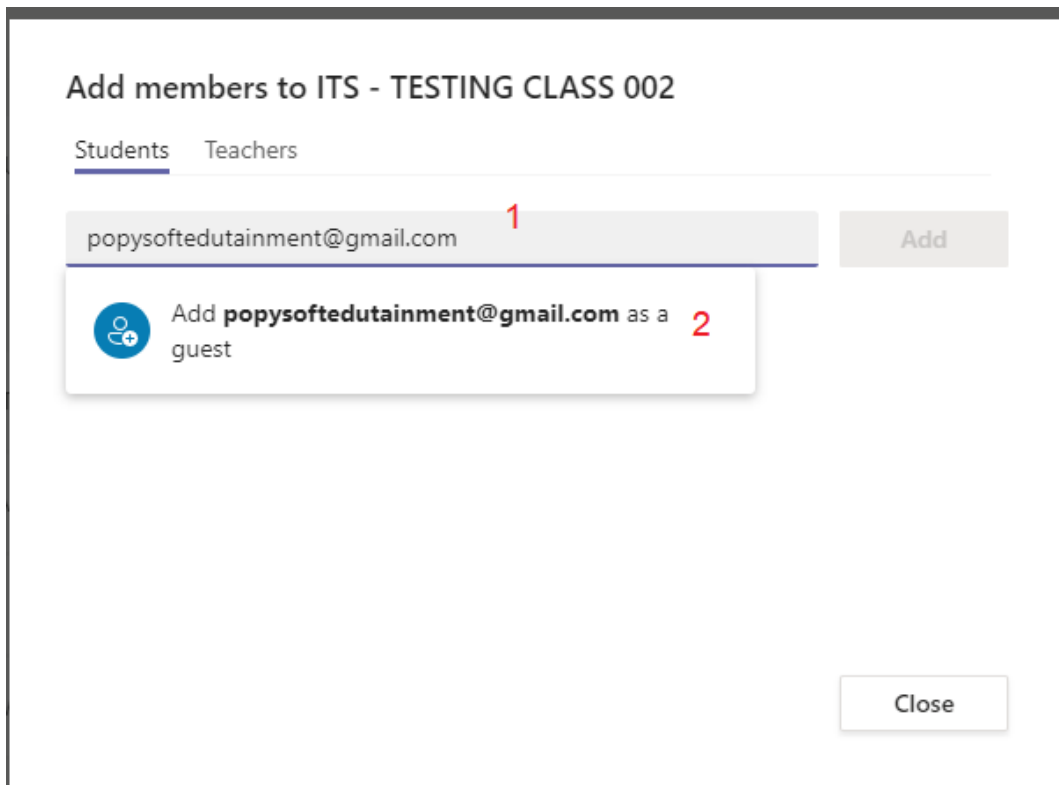 Add members to ITS - TESTING CLASS 002
Students Teachers
1
popysoftedutainment@gmail.com Add
Add popysoftedutainment@gmail.com as a 2
guest
Close